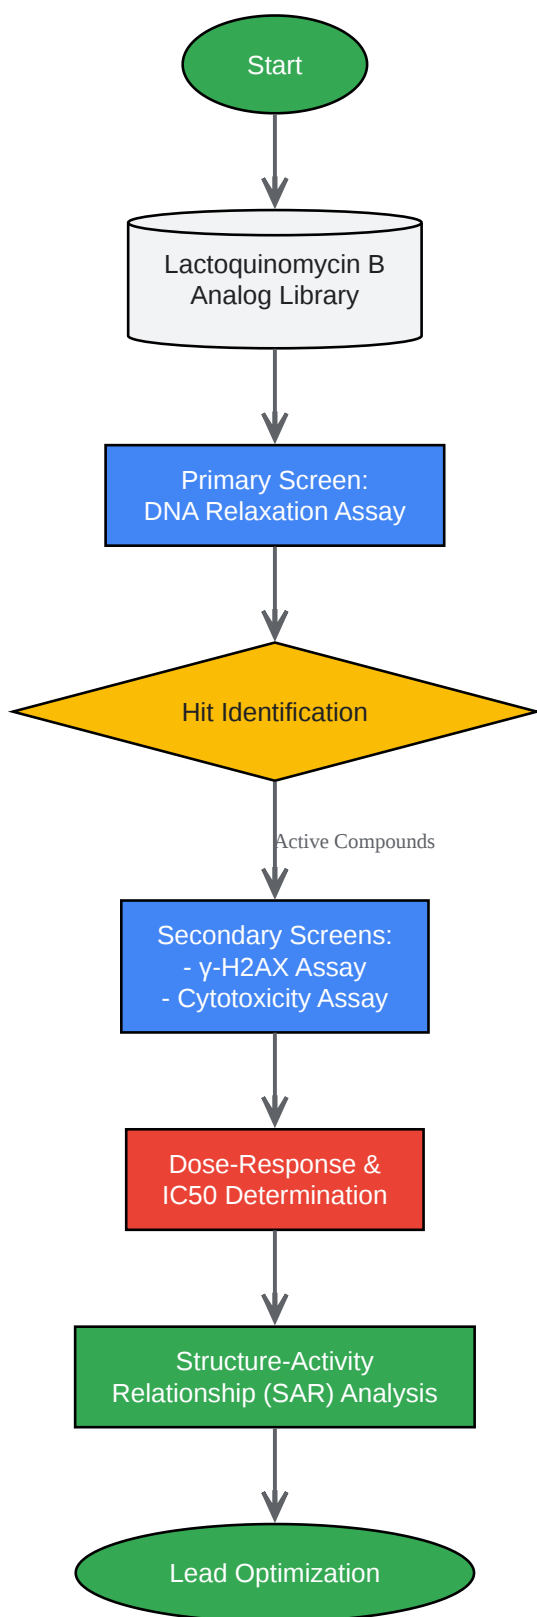 Start
Lactoquinomycin B
Analog Library
Primary Screen:
DNA Relaxation Assay
Hit Identification
Active Compounds
Secondary Screens:
- γ-H2AX Assay
- Cytotoxicity Assay
Dose-Response &
IC50 Determination
Structure-Activity
Relationship (SAR) Analysis
Lead Optimization